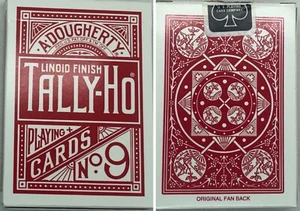 A. DOUGHERTY
LINOID FINISH
TALLY-HO
PLAYING
CARDS
No. 9
ORIGINAL FAN BACK